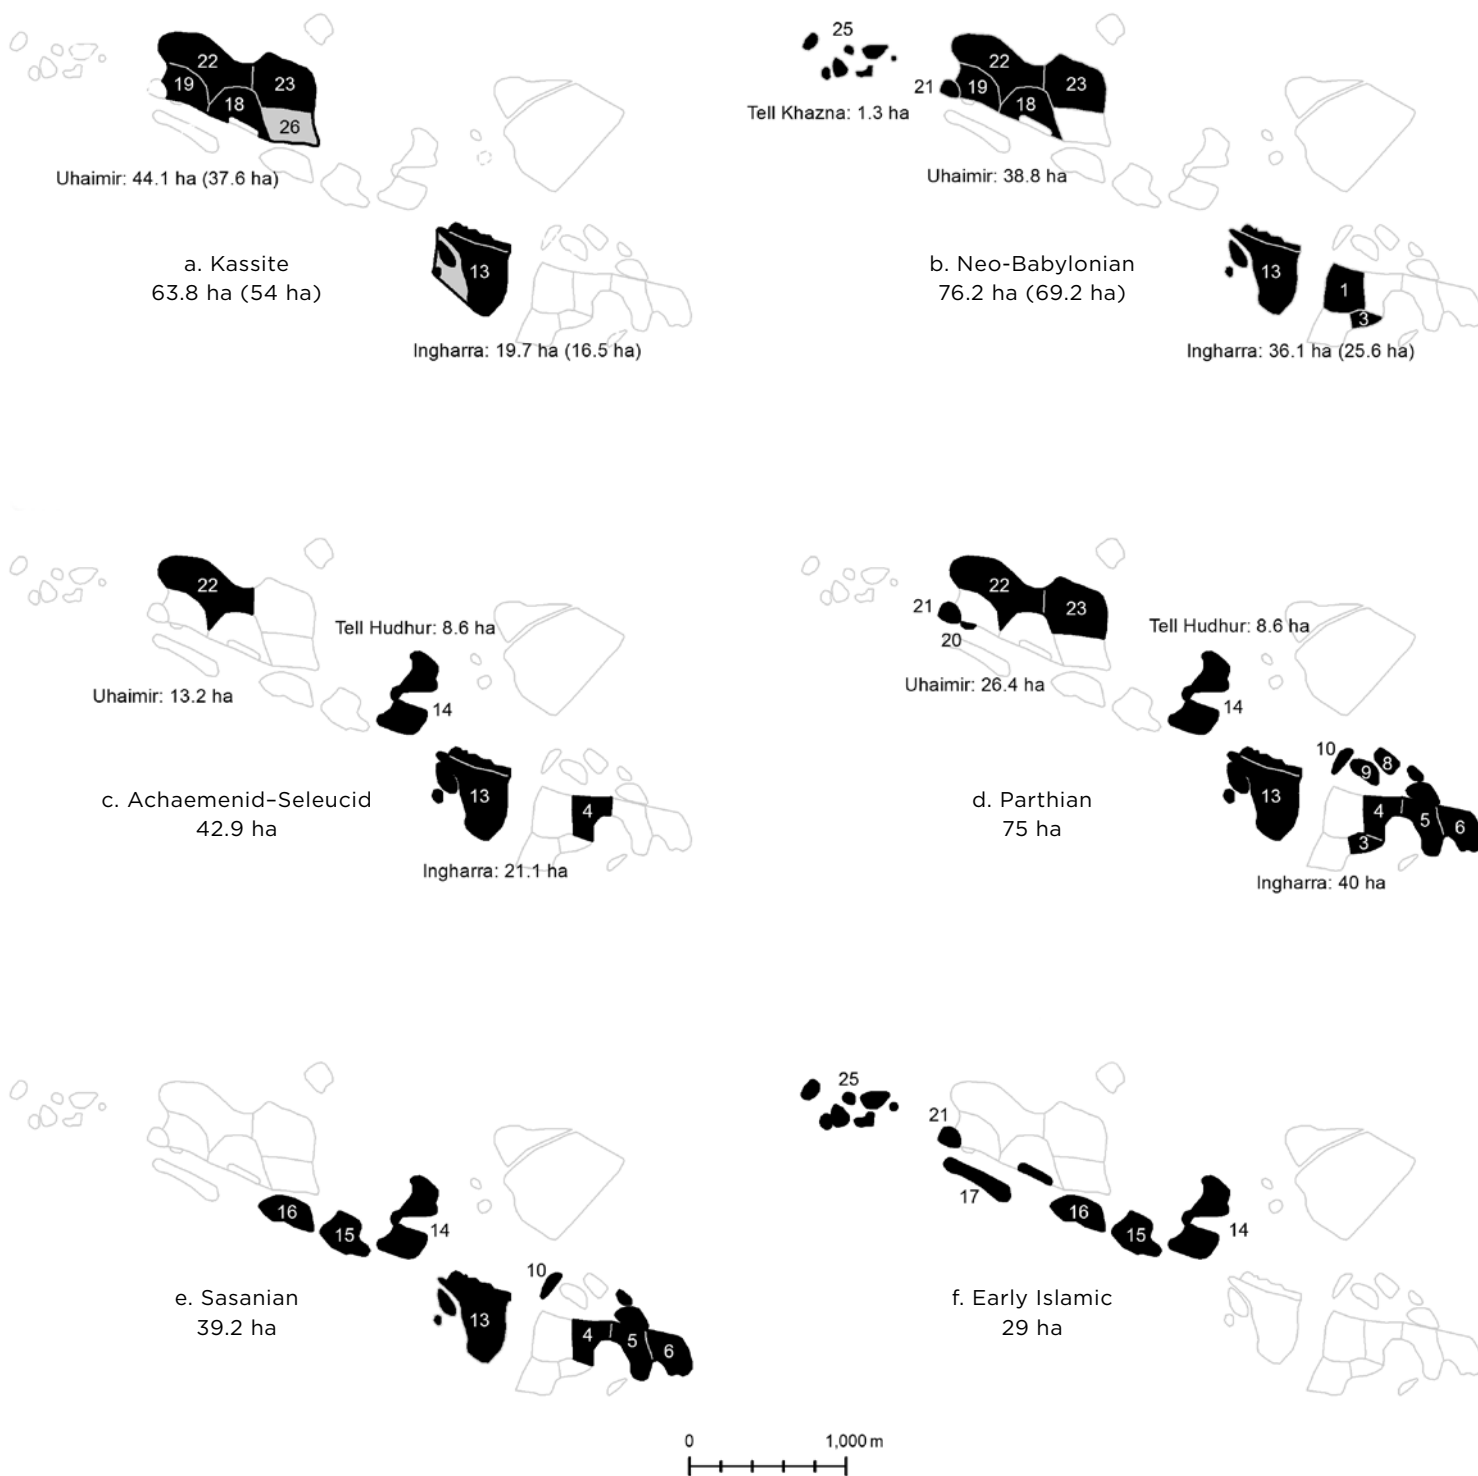 22
23
19
18
26
Uhaimir: 44.1 ha (37.6 ha)
13
a. Kassite
63.8 ha (54 ha)
Ingharra: 19.7 ha (16.5 ha)
25
Tell Khazna: 1.3 ha
22
23
21
19
18
Uhaimir: 38.8 ha
b. Neo-Babylonian
76.2 ha (69.2 ha)
13
1
3
Ingharra: 36.1 ha (25.6 ha)
22
Tell Hudhur: 8.6 ha
Uhaimir: 13.2 ha
14
c. Achaemenid–Seleucid
42.9 ha
13
4
Ingharra: 21.1 ha
22
23
21
20
Tell Hudhur: 8.6 ha
Uhaimir: 26.4 ha
14
d. Parthian
75 ha
10
9
8
13
4
5
6
3
Ingharra: 40 ha
16
15
14
e. Sasanian
39.2 ha
10
13
4
5
6
25
21
17
16
15
14
f. Early Islamic
29 ha
0 1,000 m